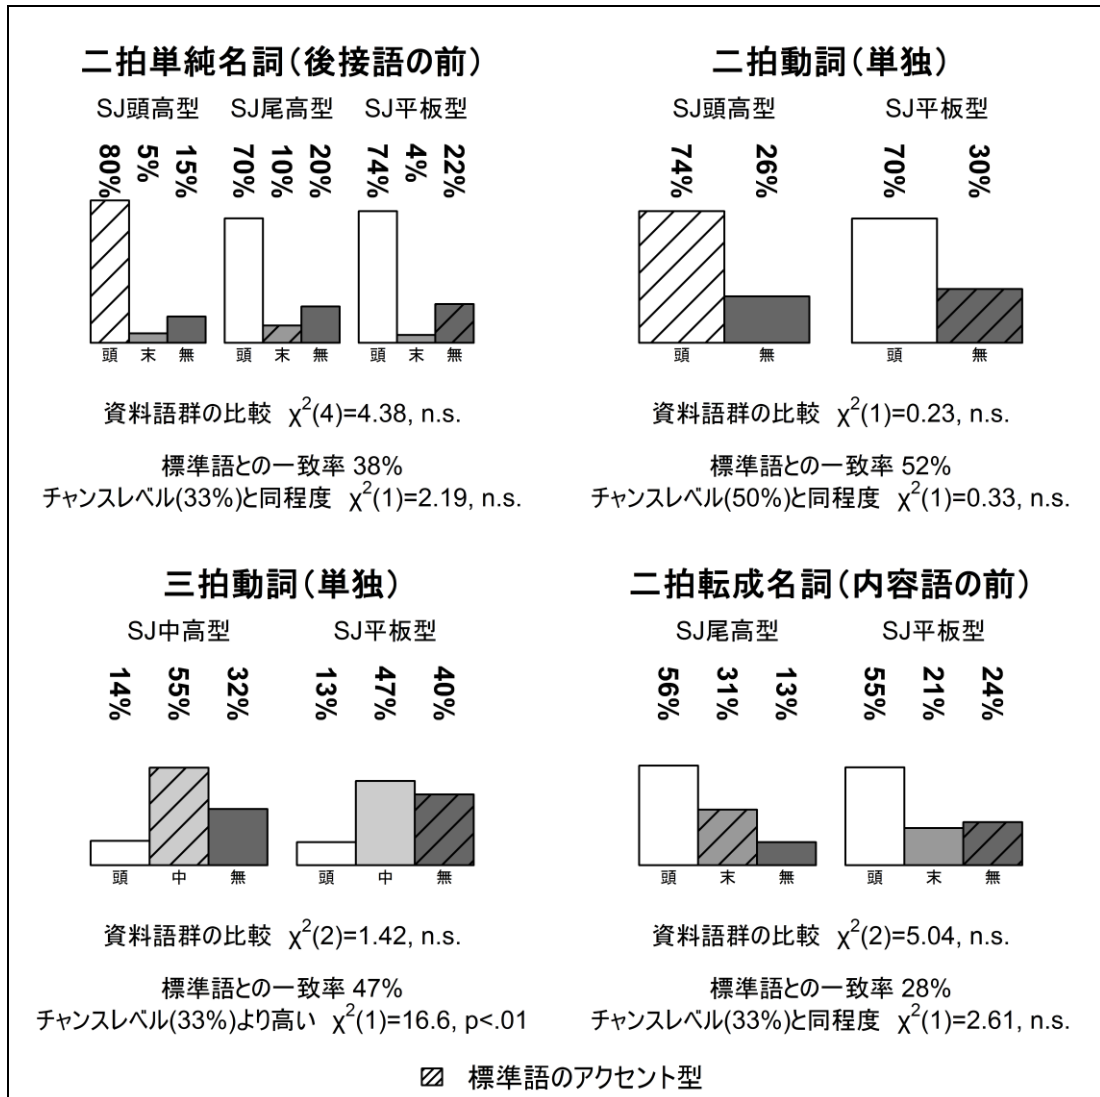 二拍単純名詞(後接語の前)
SJ頭高型 SJ尾高型 SJ平板型
80% 5% 15% 70% 10% 20% 74% 4% 22%
頭 末 無 頭 末 無 頭 末 無
資料語群の比較 χ²(4)=4.38, n.s.
標準語との一致率 38%
チャンスレベル(33%)と同程度 χ²(1)=2.19, n.s.
二拍動詞(単独)
SJ頭高型 SJ平板型
74% 26% 70% 30%
頭 無 頭 無
資料語群の比較 χ²(1)=0.23, n.s.
標準語との一致率 52%
チャンスレベル(50%)と同程度 χ²(1)=0.33, n.s.
三拍動詞(単独)
SJ中高型 SJ平板型
14% 55% 32% 13% 47% 40%
頭 中 無 頭 中 無
資料語群の比較 χ²(2)=1.42, n.s.
標準語との一致率 47%
チャンスレベル(33%)より高い χ²(1)=16.6, p<.01
二拍転成名詞(内容語の前)
SJ尾高型 SJ平板型
56% 31% 13% 55% 21% 24%
頭 末 無 頭 末 無
資料語群の比較 χ²(2)=5.04, n.s.
標準語との一致率 28%
チャンスレベル(33%)と同程度 χ²(1)=2.61, n.s.
標準語のアクセント型